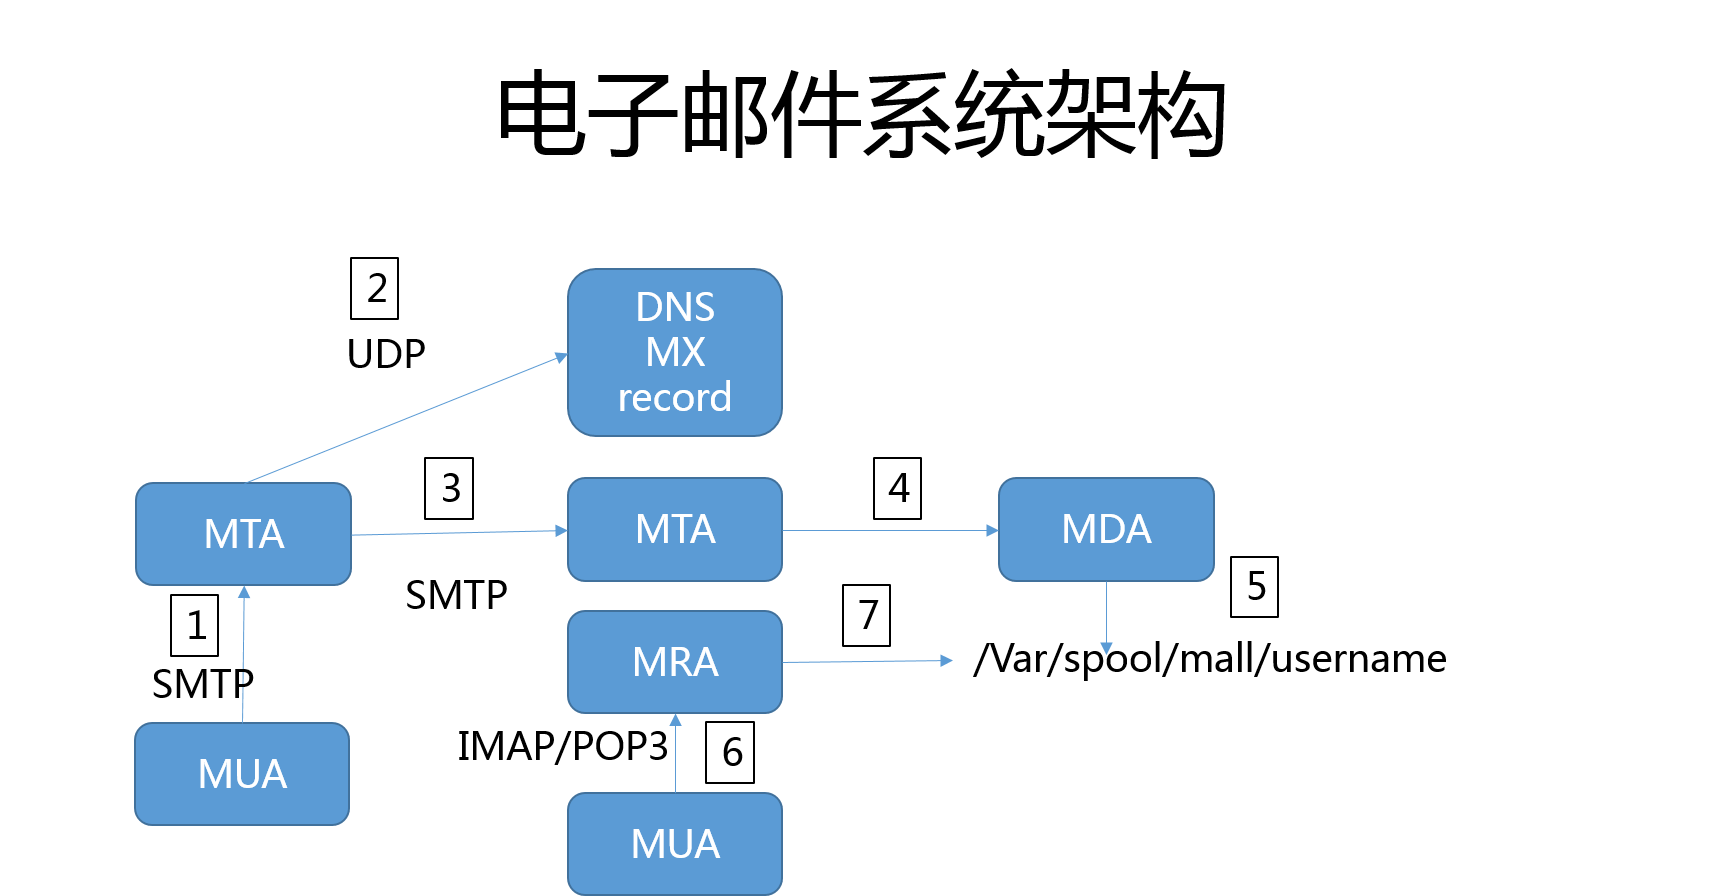 电子邮件系统架构
2
UDP
DNS
MX
record
MTA
3
SMTP
MTA
4
MDA
1
SMTP
MUA
MRA
7
5
/Var/spool/mall/username
IMAP/POP3
6
MUA